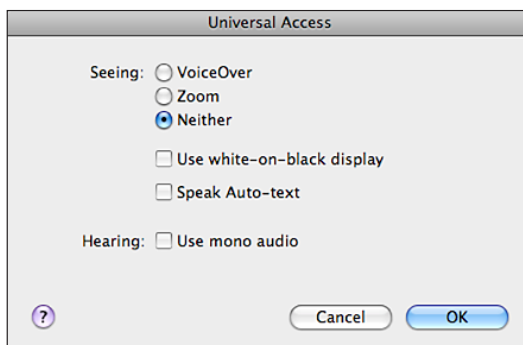 Universal Access
Seeing: VoiceOver
Zoom
Neither
Use white-on-black display
Speak Auto-text
Hearing: Use mono audio
? Cancel OK